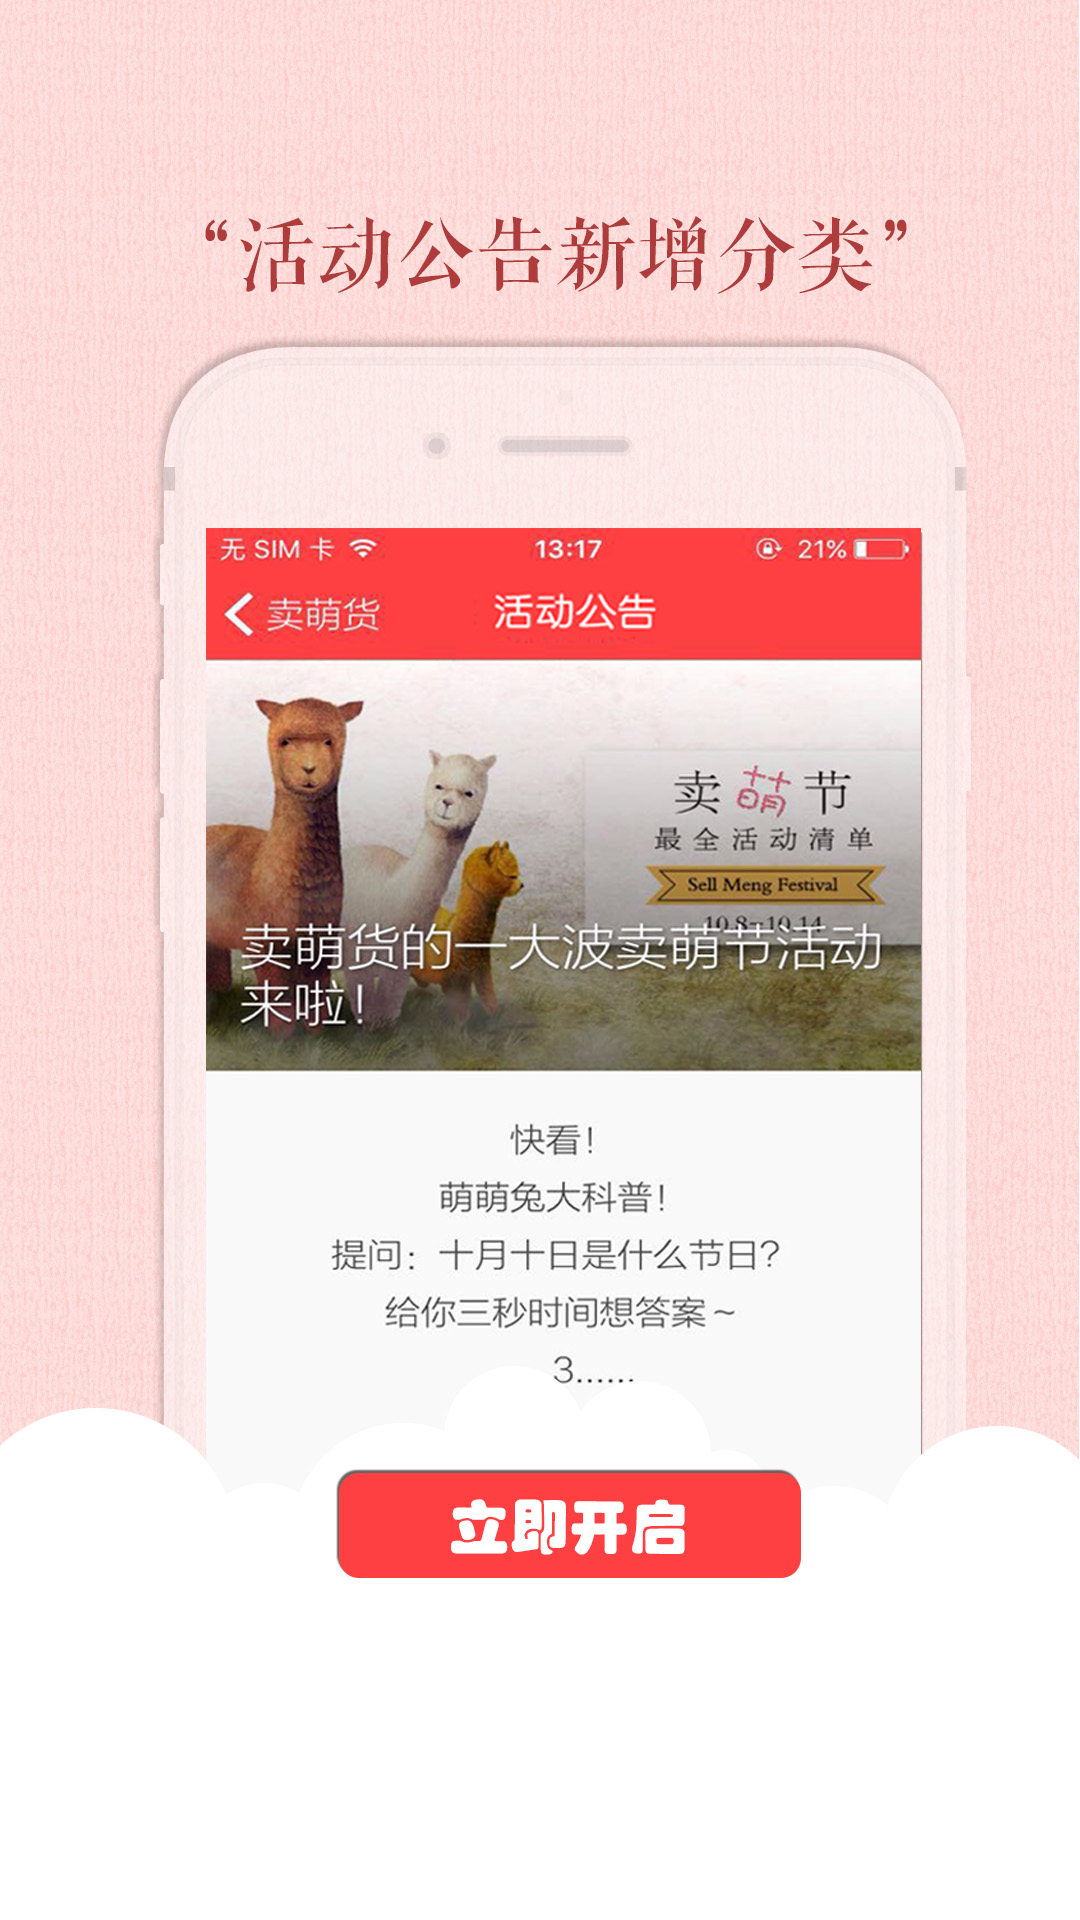 “活动公告新增分类”
无 SIM 卡 13:17 21%
卖萌货 活动公告
卖萌节
最全活动清单
Sell Meng Festival
10.8-10.14
卖萌货的一大波卖萌节活动
来啦！
快看！
萌萌兔大科普！
提问：十月十日是什么节日？
给你三秒时间想答案～
3......
立即开启